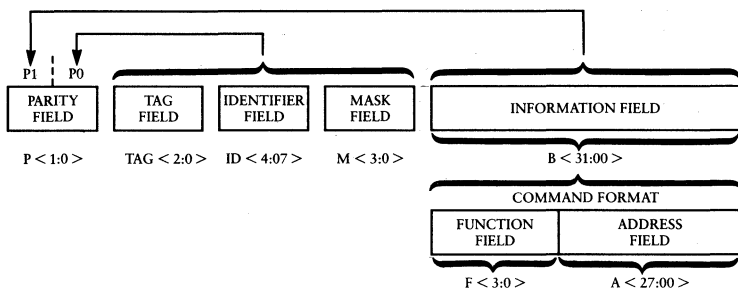 P1 P0
PARITY FIELD
TAG FIELD
IDENTIFIER FIELD
MASK FIELD
INFORMATION FIELD
P < 1:0 >
TAG < 2:0 >
ID < 4:07 >
M < 3:0 >
B < 31:00 >
COMMAND FORMAT
FUNCTION FIELD
ADDRESS FIELD
F < 3:0 >
A < 27:00 >